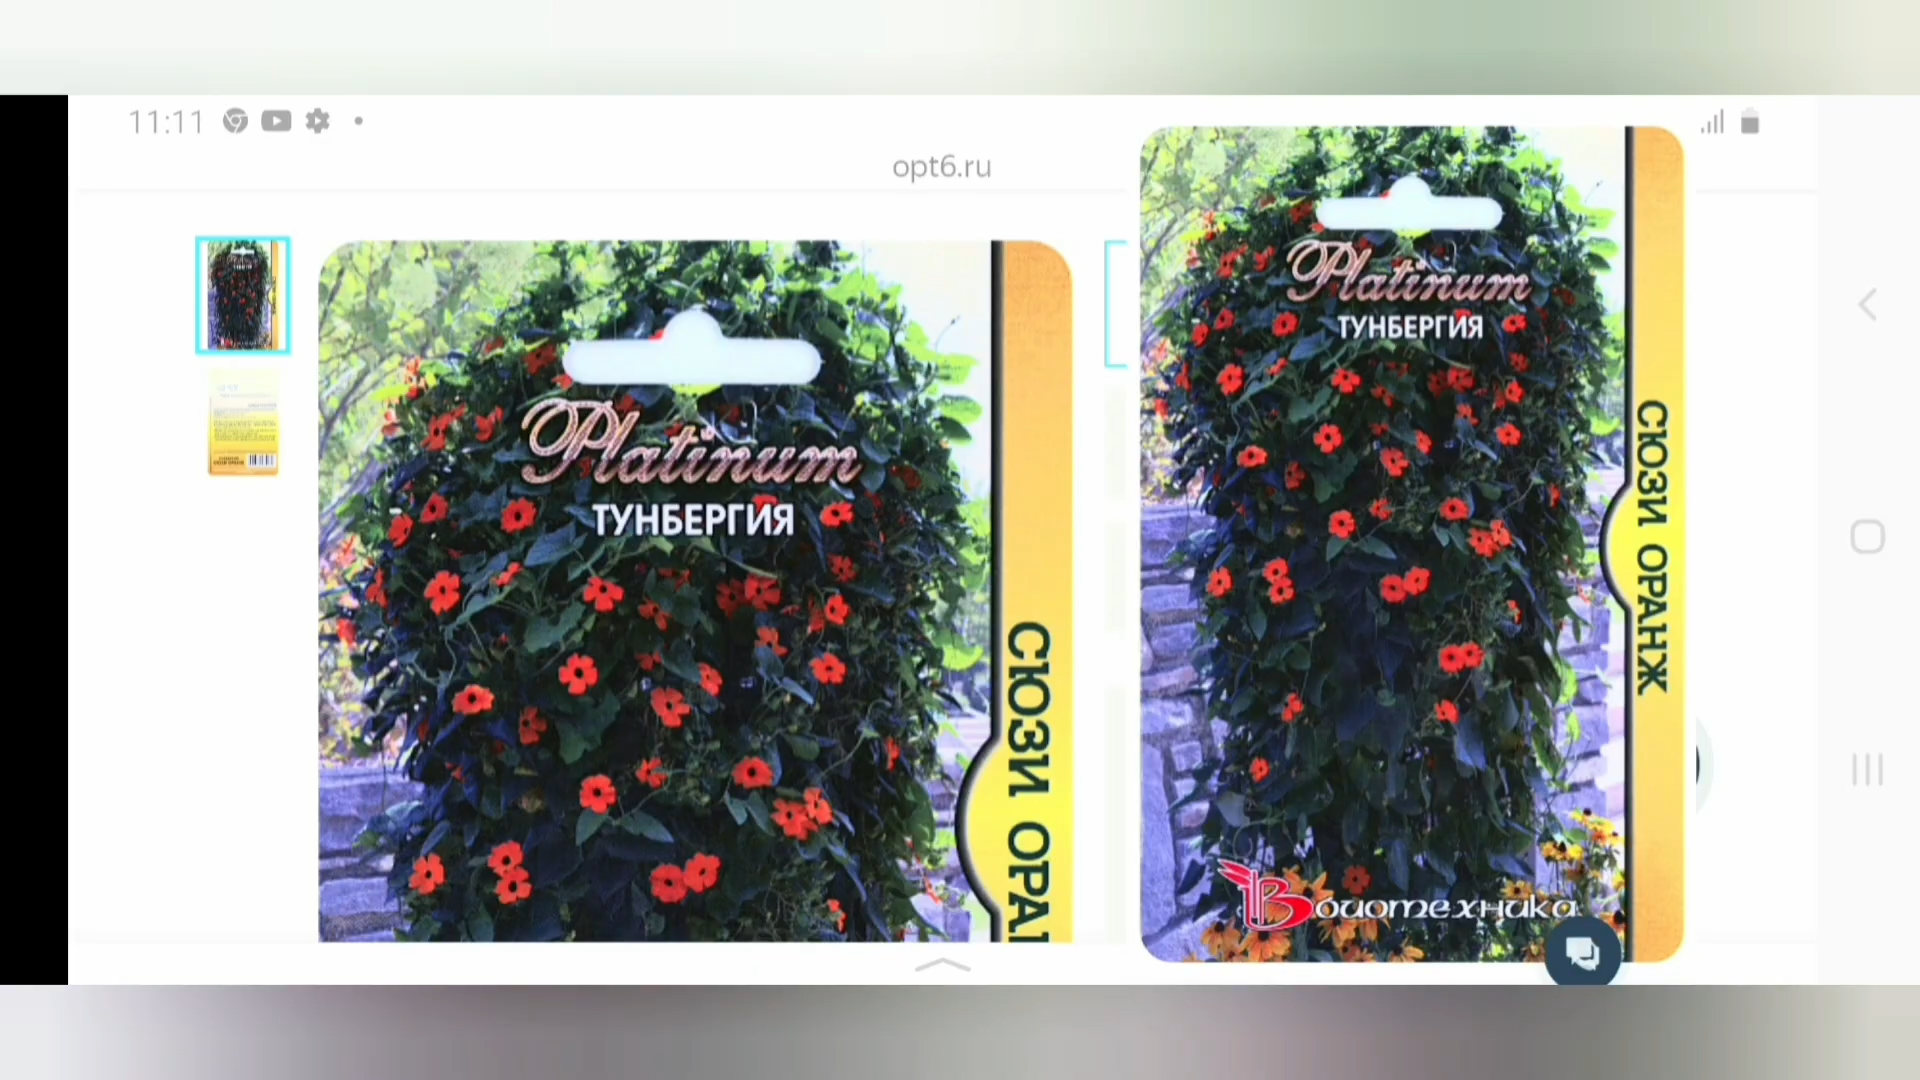 11:11
opt6.ru
Platinum
ТУНБЕРГИЯ
СЮЗИ ОРАН
Platinum
ТУНБЕРГИЯ
СЮЗИ ОРАНЖ
Биотехника